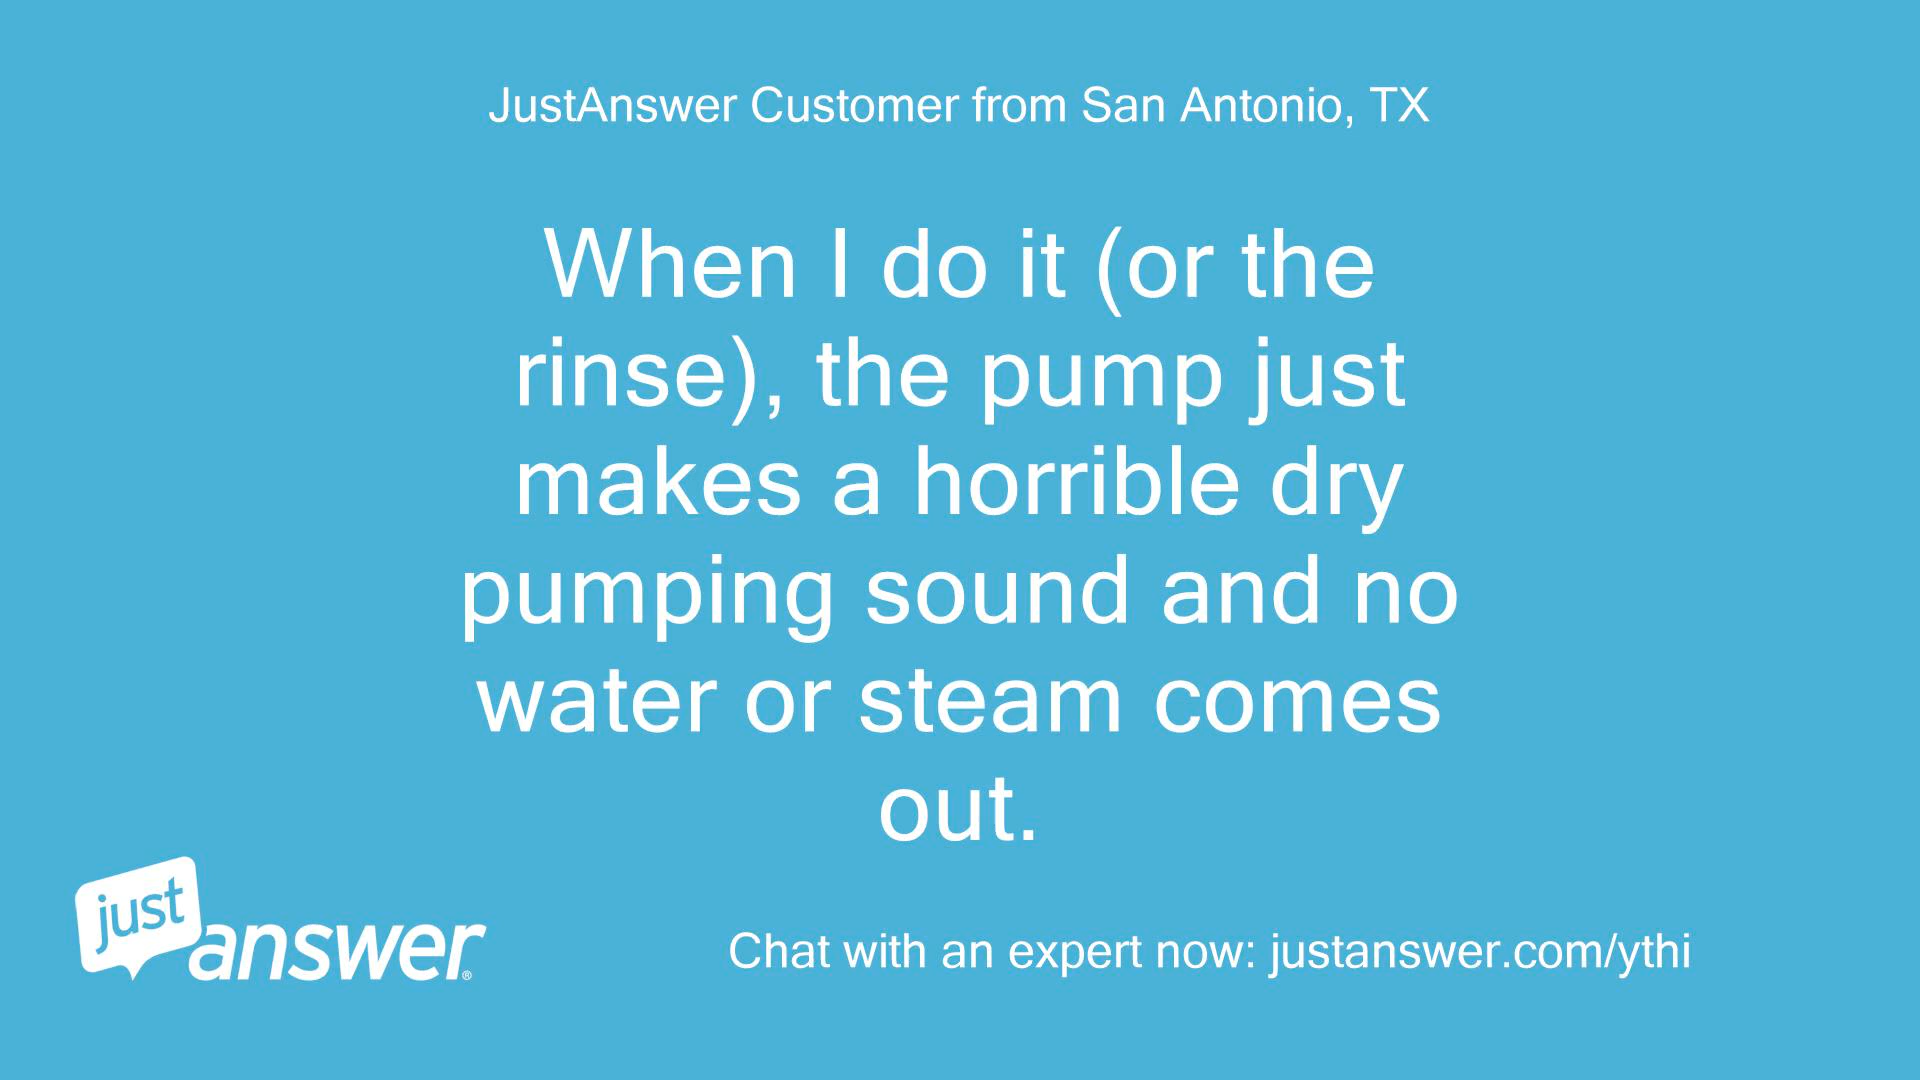 JustAnswer Customer from San Antonio, TX
When I do it (or the
rinse), the pump just
makes a horrible dry
pumping sound and no
water or steam comes
out.
just
answer®
Chat with an expert now: justanswer.com/ythi